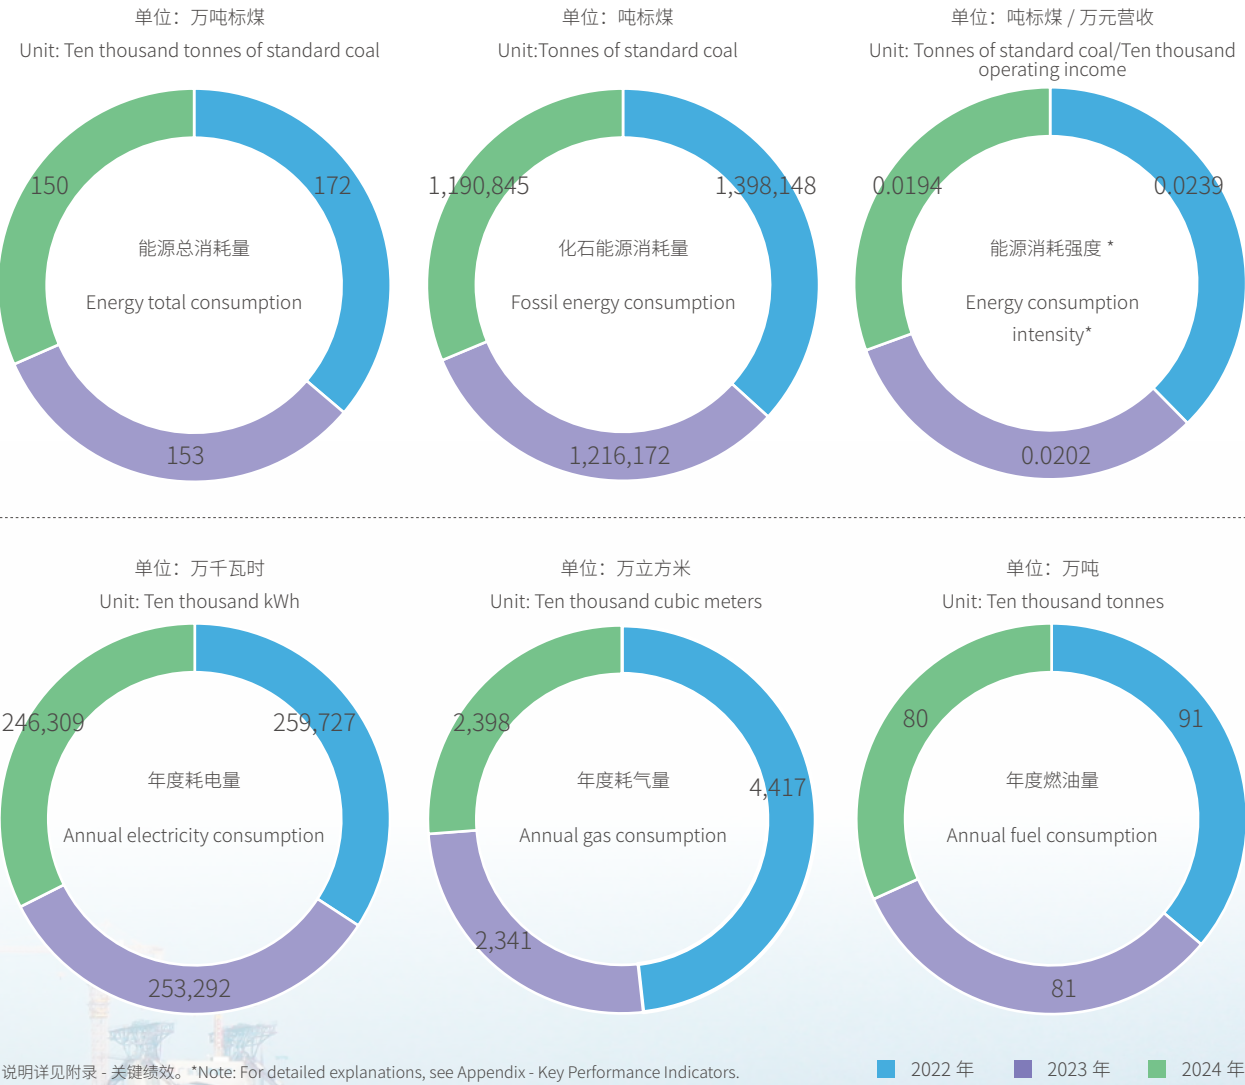 单位：万吨标煤
Unit: Ten thousand tonnes of standard coal
150
172
能源总消耗量
Energy total consumption
153
单位：吨标煤
Unit:Tonnes of standard coal
1,190,845
1,398,148
化石能源消耗量
Fossil energy consumption
1,216,172
单位：吨标煤 / 万元营收
Unit: Tonnes of standard coal/Ten thousand
operating income
0.0194
0.0239
能源消耗强度 *
Energy consumption
intensity*
0.0202
单位：万千瓦时
Unit: Ten thousand kWh
246,309
259,727
年度耗电量
Annual electricity consumption
253,292
单位：万立方米
Unit: Ten thousand cubic meters
2,398
4,417
年度耗气量
Annual gas consumption
2,341
单位：万吨
Unit: Ten thousand tonnes
80
91
年度燃油量
Annual fuel consumption
81
说明详见附录 - 关键绩效。*Note: For detailed explanations, see Appendix - Key Performance Indicators.
2022 年
2023 年
2024 年